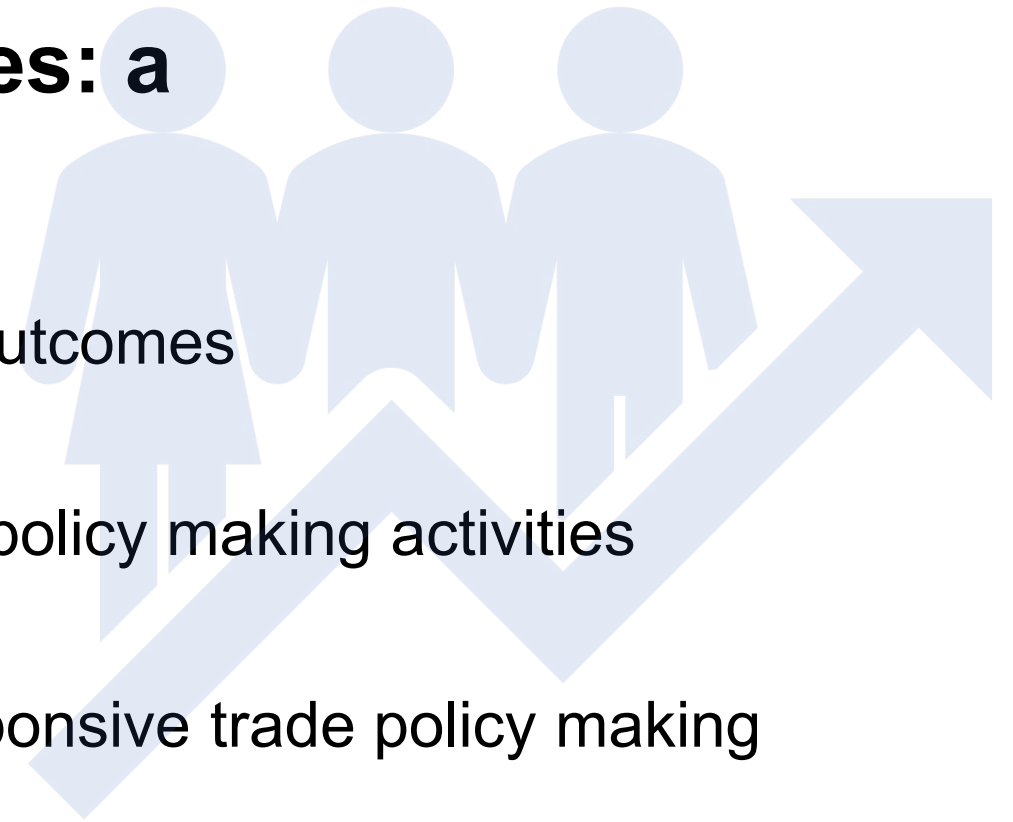 es: a
utcomes
policy making activities
ponsive trade policy making